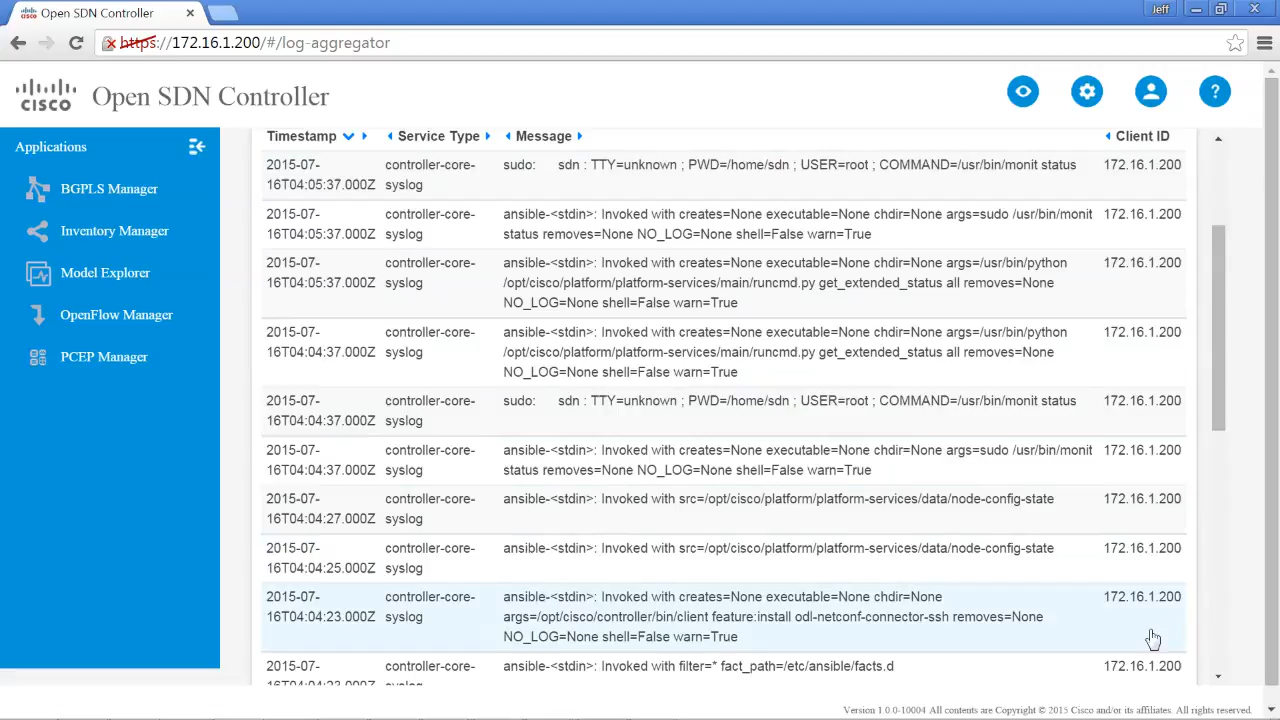 Open SDN Controller
Jeff
https://172.16.1.200/#/log-aggregator
cisco
Open SDN Controller
?
Applications
BGPLS Manager
Inventory Manager
Model Explorer
OpenFlow Manager
PCEP Manager
Timestamp Service Type Message Client ID
2015-07- controller-core- sudo: sdn : TTY=unknown ; PWD=/home/sdn ; USER=root ; COMMAND=/usr/bin/monit status 172.16.1.200
16T04:05:37.000Z syslog
2015-07- controller-core- ansible-<stdin>: Invoked with creates=None executable=None chdir=None args=sudo /usr/bin/monit 172.16.1.200
16T04:05:37.000Z syslog status removes=None NO_LOG=None shell=False warn=True
2015-07- controller-core- ansible-<stdin>: Invoked with creates=None executable=None chdir=None args=/usr/bin/python 172.16.1.200
16T04:05:37.000Z syslog /opt/cisco/platform/platform-services/main/runcmd.py get_extended_status all removes=None
NO_LOG=None shell=False warn=True
2015-07- controller-core- ansible-<stdin>: Invoked with creates=None executable=None chdir=None args=/usr/bin/python 172.16.1.200
16T04:04:37.000Z syslog /opt/cisco/platform/platform-services/main/runcmd.py get_extended_status all removes=None
NO_LOG=None shell=False warn=True
2015-07- controller-core- sudo: sdn : TTY=unknown ; PWD=/home/sdn ; USER=root ; COMMAND=/usr/bin/monit status 172.16.1.200
16T04:04:37.000Z syslog
2015-07- controller-core- ansible-<stdin>: Invoked with creates=None executable=None chdir=None args=sudo /usr/bin/monit 172.16.1.200
16T04:04:37.000Z syslog status removes=None NO_LOG=None shell=False warn=True
2015-07- controller-core- ansible-<stdin>: Invoked with src=/opt/cisco/platform/platform-services/data/node-config-state 172.16.1.200
16T04:04:27.000Z syslog
2015-07- controller-core- ansible-<stdin>: Invoked with src=/opt/cisco/platform/platform-services/data/node-config-state 172.16.1.200
16T04:04:25.000Z syslog
2015-07- controller-core- ansible-<stdin>: Invoked with creates=None executable=None chdir=None 172.16.1.200
16T04:04:23.000Z syslog args=/opt/cisco/controller/bin/client feature:install odl-netconf-connector-ssh removes=None
NO_LOG=None shell=False warn=True
2015-07- controller-core- ansible-<stdin>: Invoked with filter=* fact_path=/etc/ansible/facts.d 172.16.1.200
16T04:04:23.000Z syslog
Version 1.0.0-10004 All contents are Copyright © 2015 Cisco and/or its affiliates. All rights reserved.